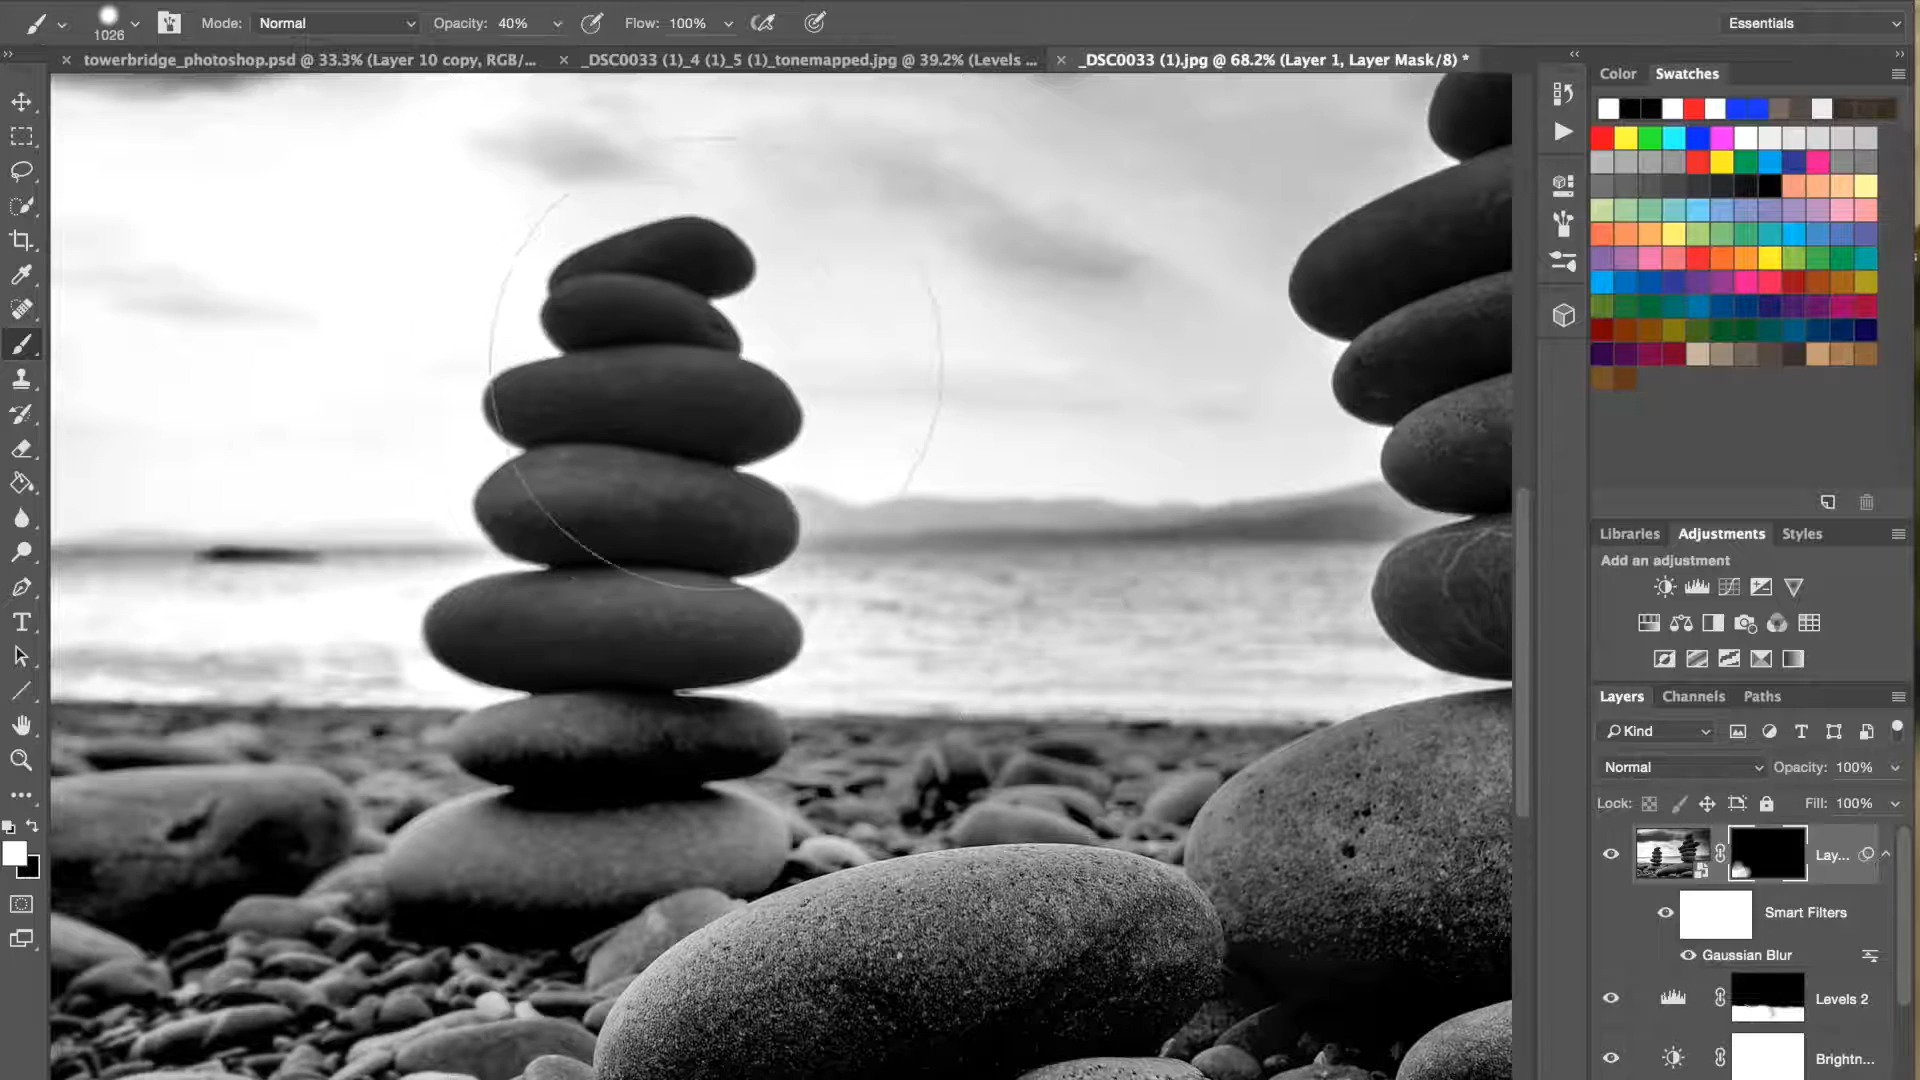 1026
Mode: Normal
Opacity: 40%
Flow: 100%
Essentials
towerbridge_photoshop.psd @ 33.3% (Layer 10 copy, RGB/...
_DSC0033 (1)_4 (1)_5 (1)_tonemapped.jpg @ 39.2% (Levels ...
_DSC0033 (1).jpg @ 68.2% (Layer 1, Layer Mask/8) *
Color Swatches
Libraries Adjustments Styles
Add an adjustment
Layers Channels Paths
Kind
Normal Opacity: 100%
Lock: Fill: 100%
Lay...
Smart Filters
Gaussian Blur
Levels 2
Brightn...